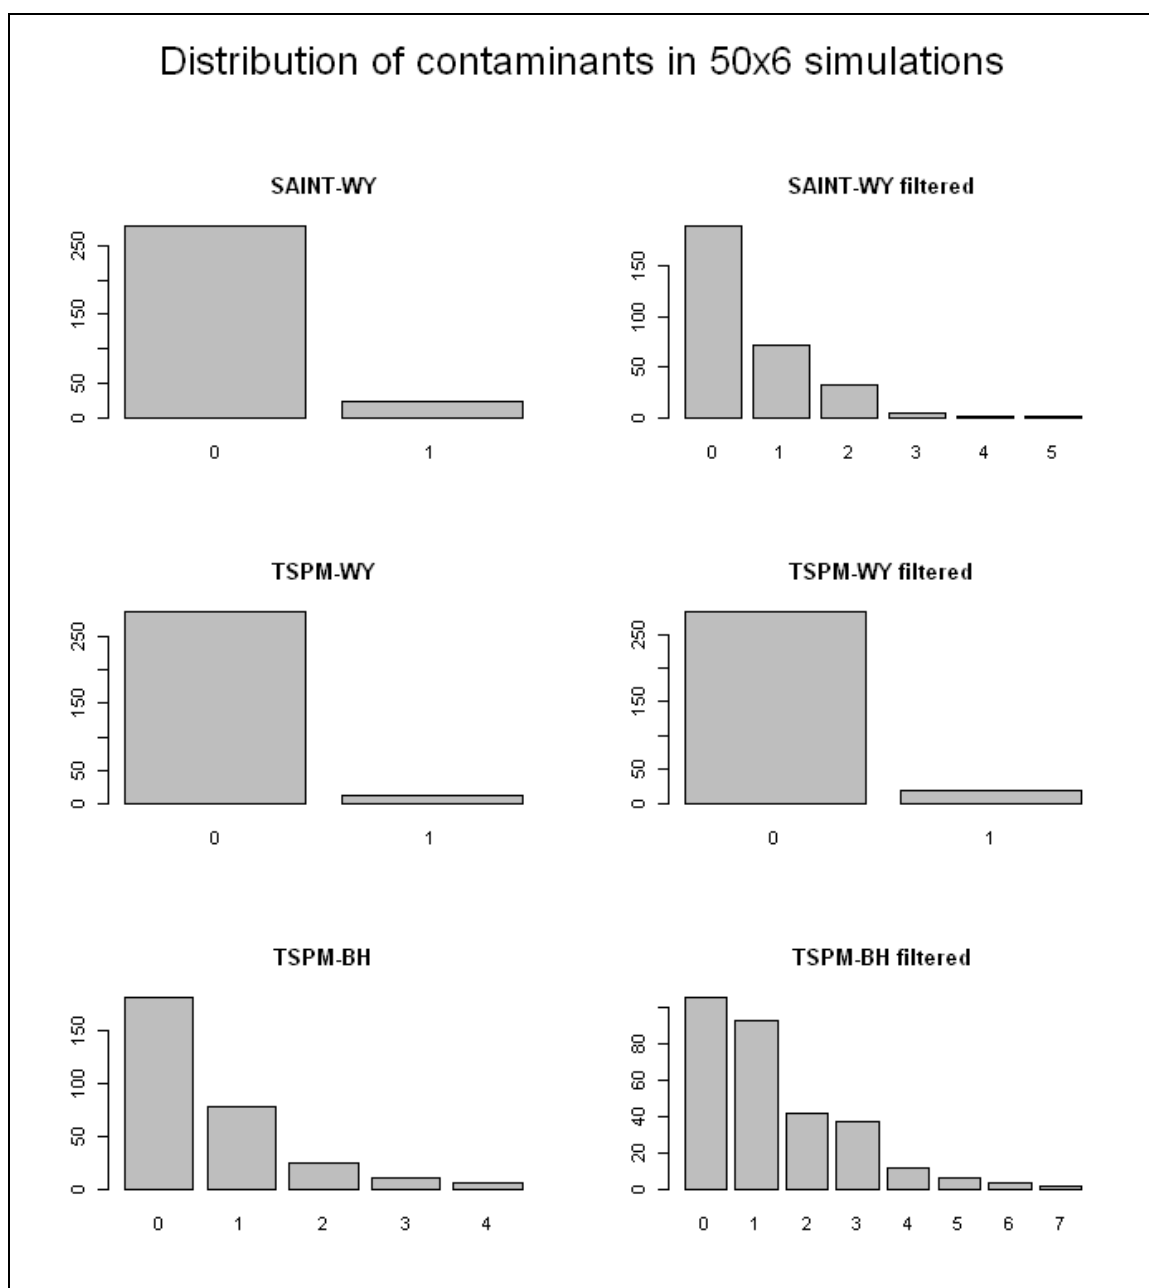 Distribution of contaminants in 50x6 simulations
SAINT-WY
250
150
50
0
0 1
SAINT-WY filtered
150
100
50
0
0 1 2 3 4 5
TSPM-WY
250
150
50
0
0 1
TSPM-WY filtered
250
150
50
0
0 1
TSPM-BH
150
100
50
0
0 1 2 3 4
TSPM-BH filtered
80
60
40
20
0
0 1 2 3 4 5 6 7